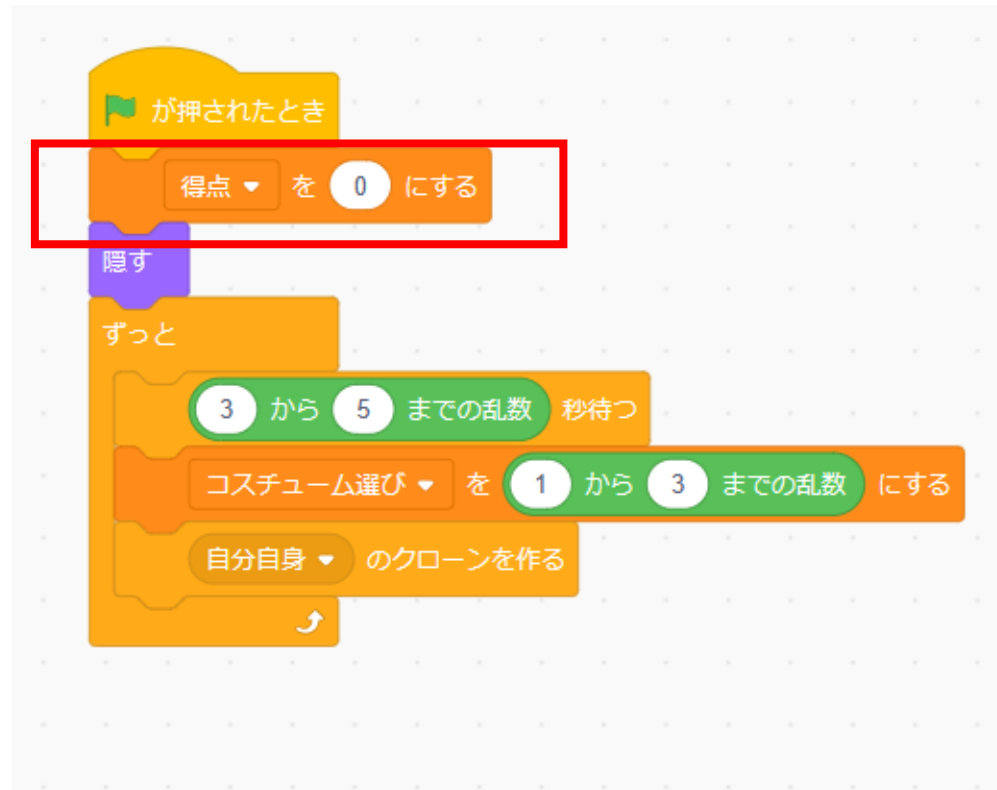 が押されたとき
得点 を 0 にする
隠す
ずっと
3 から 5 までの乱数 秒待つ
コスチューム選び を 1 から 3 までの乱数 にする
自分自身 のクローンを作る